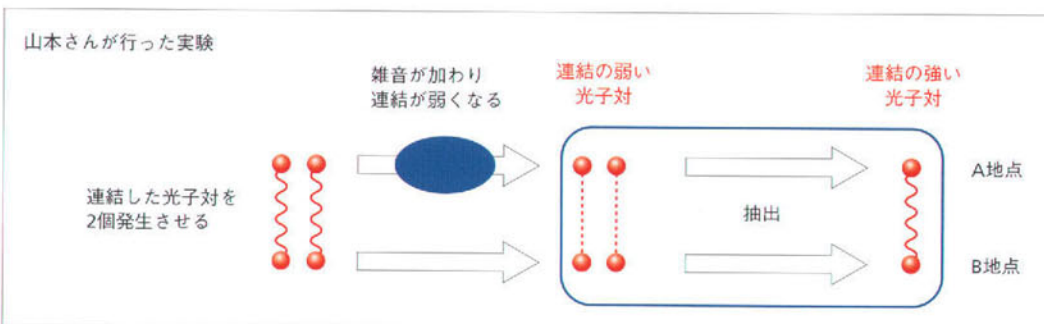 山本さんが行った実験
雑音が加わり
連結が弱くなる
連結の弱い
光子対
連結の強い
光子対
連結した光子対を
2個発生させる
抽出
A地点
B地点